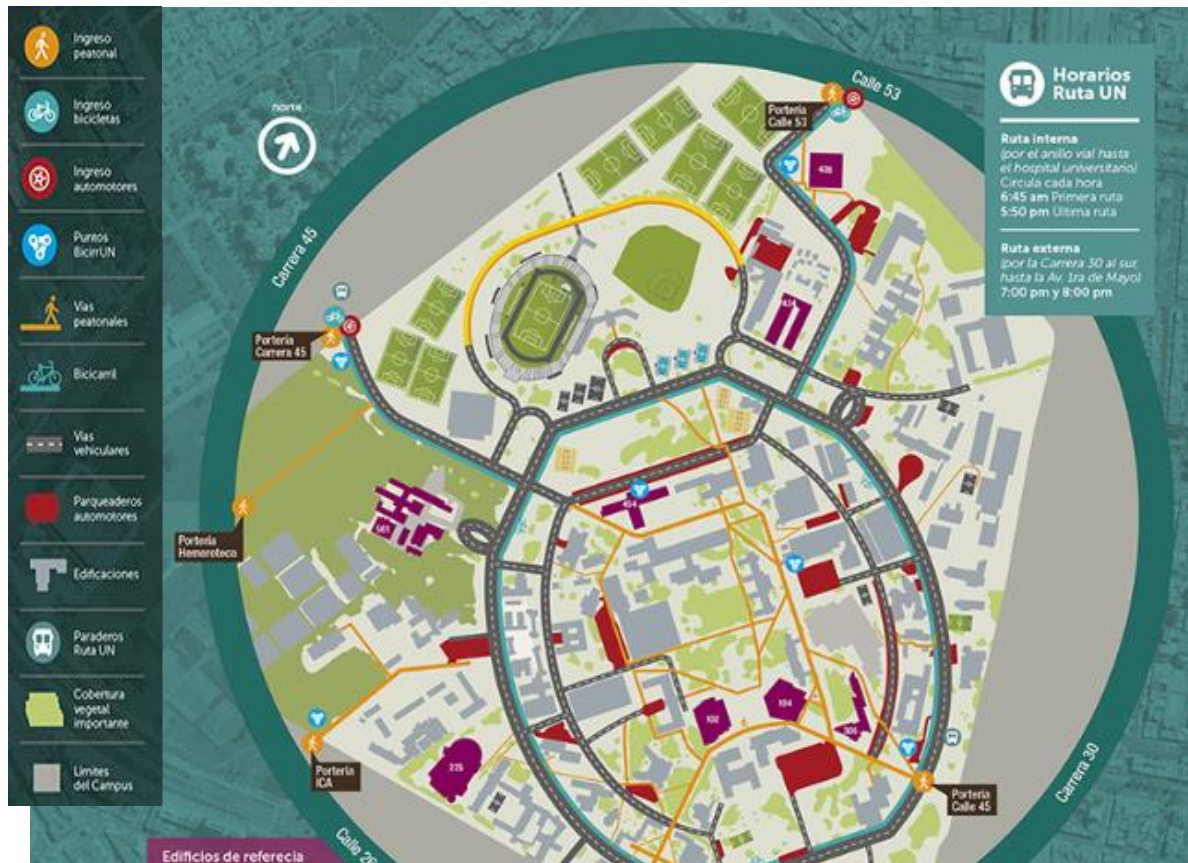 Ingreso
peatonal
Ingreso
bicicletas
Ingreso
automotores
Puntos
BicirrUN
Vías
peatonales
Bicicarril
Vías
vehiculares
Parqueaderos
automotores
Edificaciones
Paraderos
Ruta UN
Cobertura
vegetal
importante
Límites
del Campus
norte
Calle 53
Portería
Calle 53
Horarios
Ruta UN
Ruta interna
(por el anillo vial hasta
el hospital universitario)
Circula cada hora
6:45 am Primera ruta
5:50 pm Última ruta
Ruta externa
(por la Carrera 30 al sur,
hasta la Av. 1ra de Mayo)
7:00 pm y 8:00 pm
Carrera 45
Portería
Carrera 45
454
Portería
Hemeroteca
102
104
225
Portería
ICA
Portería
Calle 45
Carrera 30
Calle 26
Edificios de referecia